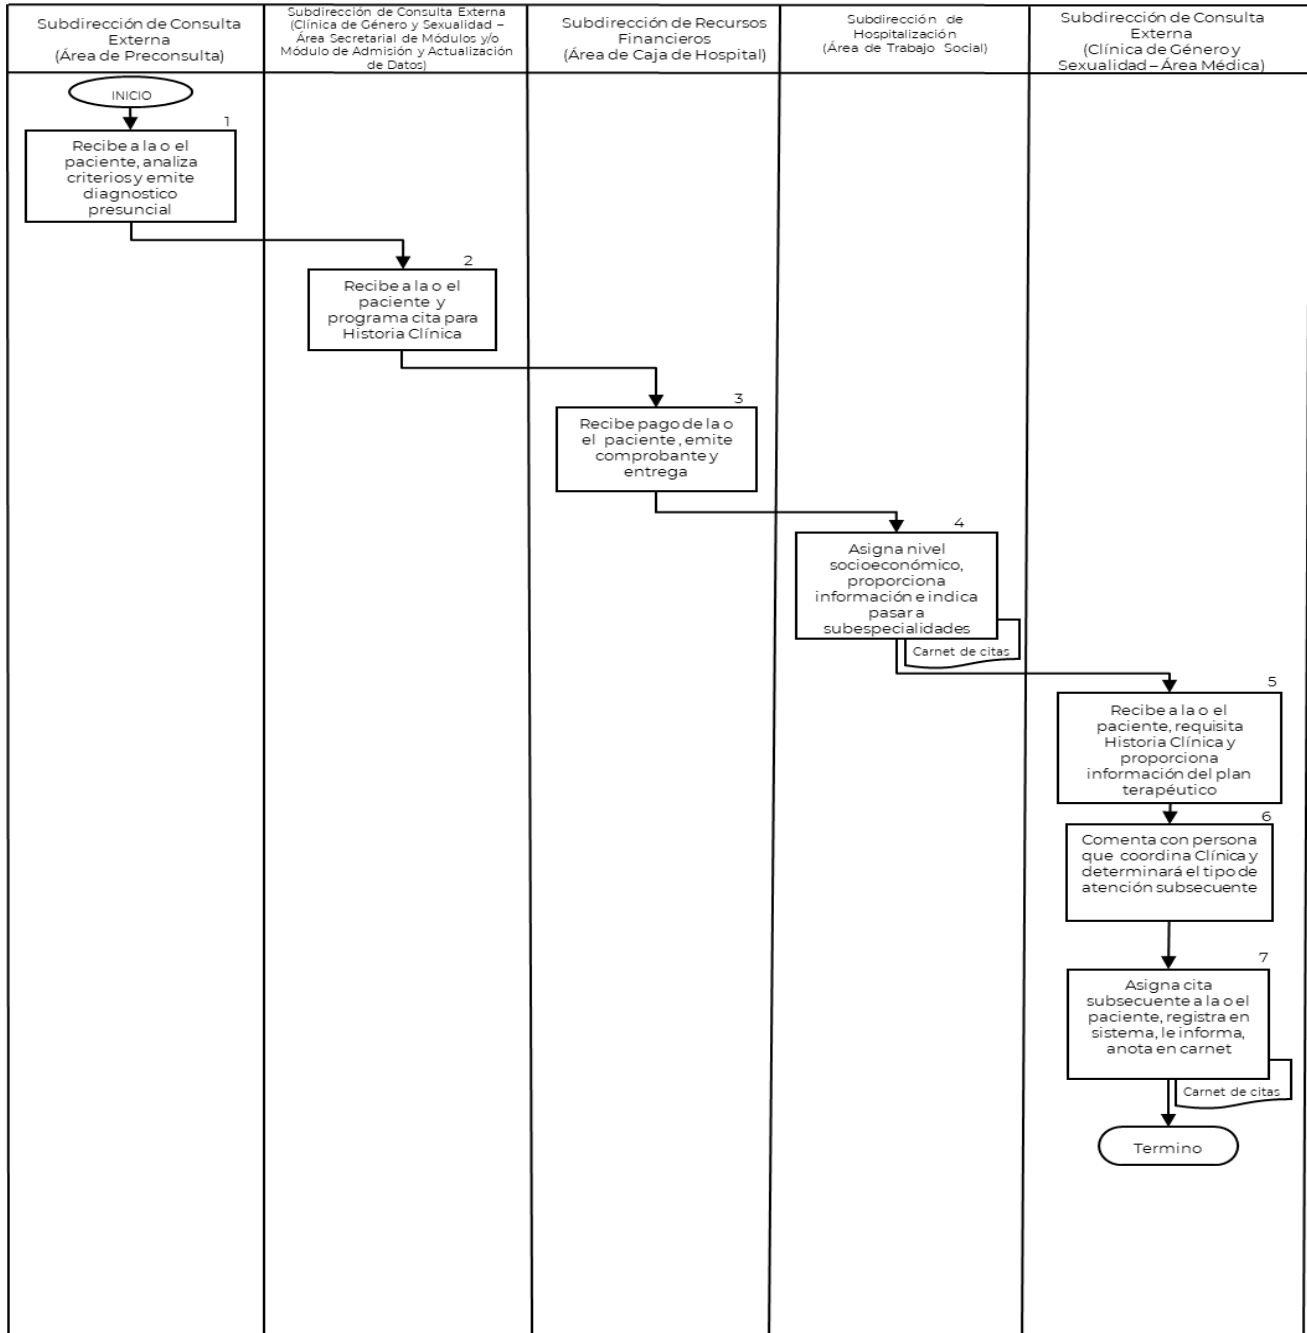 Subdirección de Consulta
Externa
(Área de Preconsulta)
Subdirección de Consulta Externa
(Clínica de Género y Sexualidad –
Área Secretarial de Módulos y/o
Módulo de Admisión y Actualización
de Datos)
Subdirección de Recursos
Financieros
(Área de Caja de Hospital)
Subdirección de
Hospitalización
(Área de Trabajo Social)
Subdirección de Consulta
Externa
(Clínica de Género y
Sexualidad – Área Médica)
INICIO
1
Recibe a la o el
paciente, analiza
criterios y emite
diagnostico
presuncial
2
Recibe a la o el
paciente y
programa cita para
Historia Clínica
3
Recibe pago de la o
el paciente, emite
comprobante y
entrega
4
Asigna nivel
socioeconómico,
proporciona
información e indica
pasar a
subespecialidades
Carnet de citas
5
Recibe a la o el
paciente, requisita
Historia Clínica y
proporciona
información del plan
terapéutico
6
Comenta con persona
que coordina Clínica y
determinará el tipo de
atención subsecuente
7
Asigna cita
subsecuente a la o el
paciente, registra en
sistema, le informa,
anota en carnet
Carnet de citas
Termino